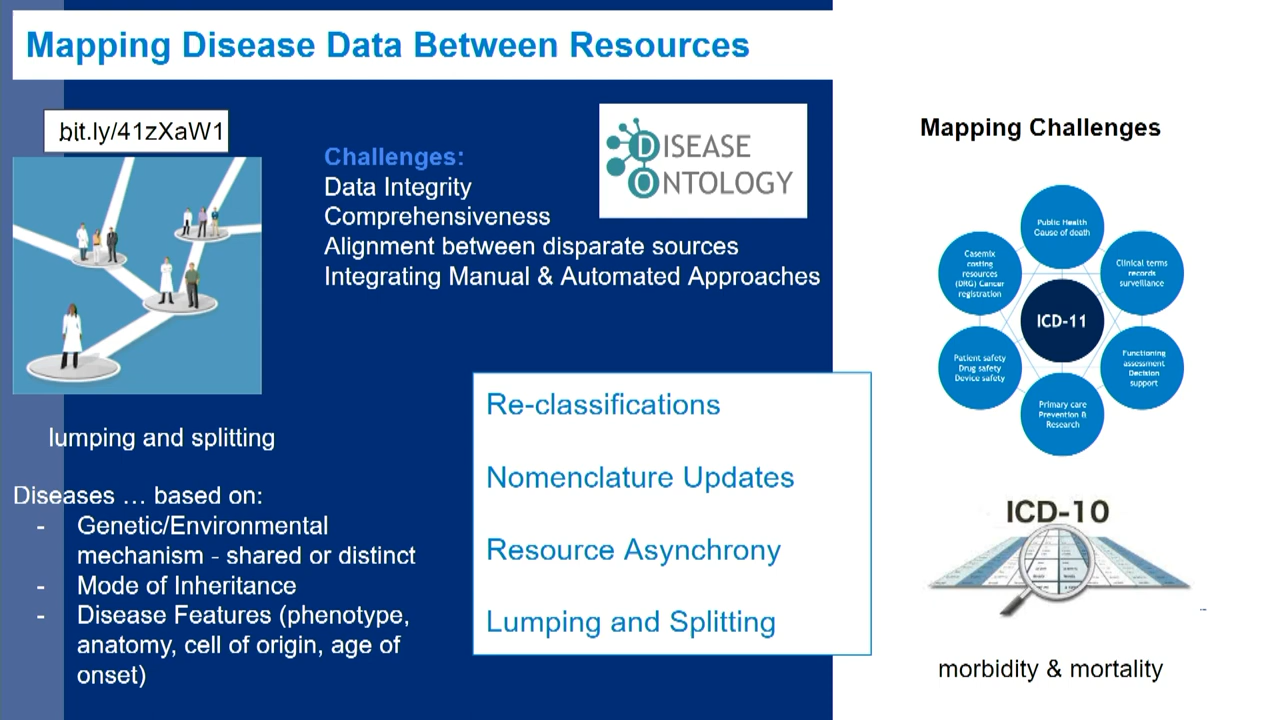 Mapping Disease Data Between Resources
bit.ly/41zXaW1
Challenges:
Data Integrity
Comprehensiveness
Alignment between disparate sources
Integrating Manual & Automated Approaches
DISEASE
ONTOLOGY
lumping and splitting
Diseases … based on:
- Genetic/Environmental
mechanism - shared or distinct
- Mode of Inheritance
- Disease Features (phenotype,
anatomy, cell of origin, age of
onset)
Re-classifications
Nomenclature Updates
Resource Asynchrony
Lumping and Splitting
Mapping Challenges
Public Health
Cause of death
Casemix
costing
resources
(DRG) Cancer
registration
Clinical terms
records
surveillance
ICD-11
Patient safety
Drug safety
Device safety
Functioning
assessment
Decision
support
Primary care
Prevention &
Research
ICD-10
morbidity & mortality